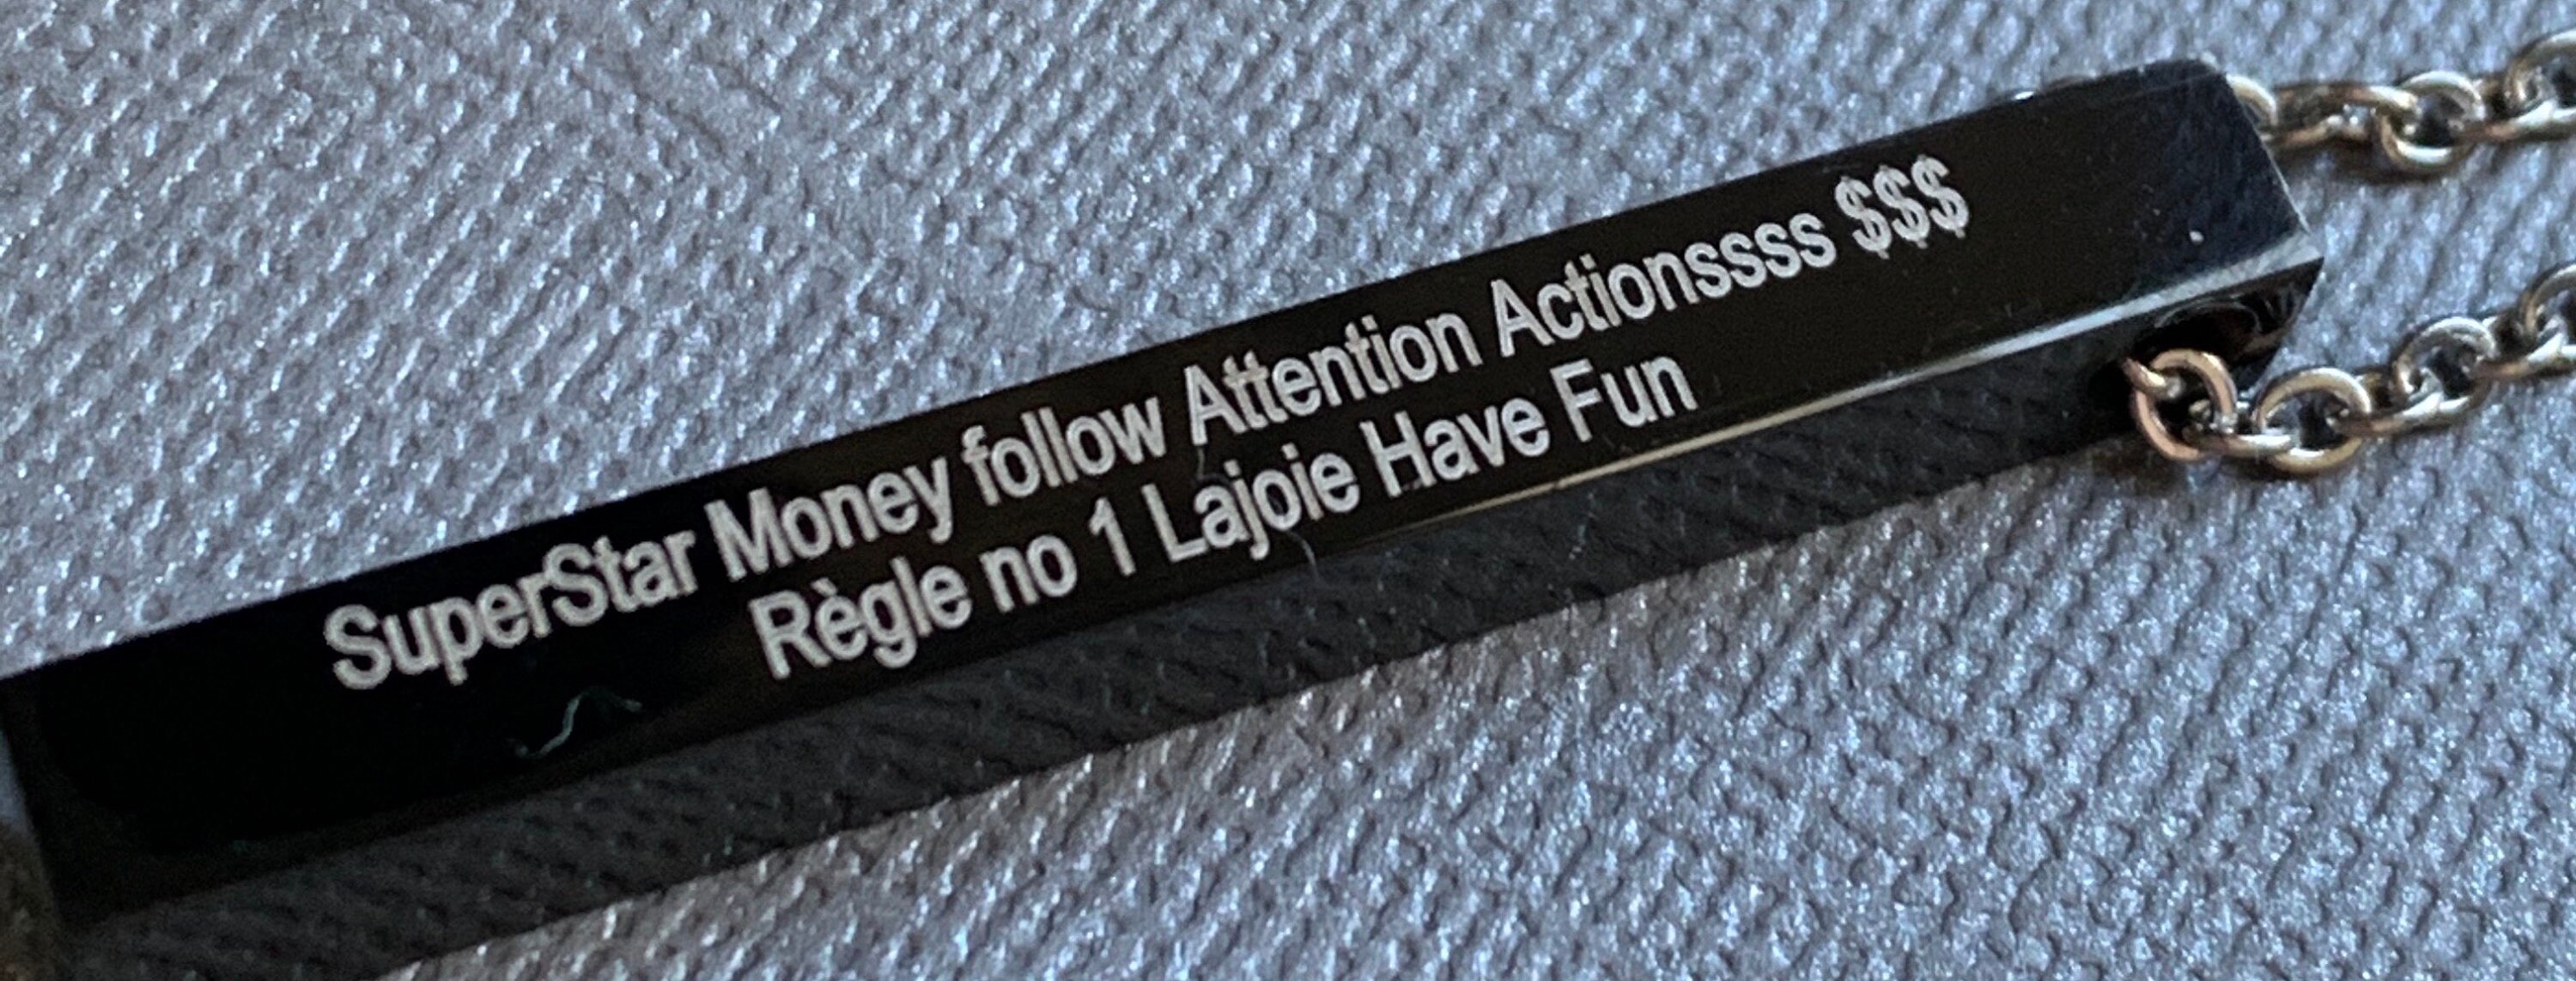 SuperStar Money follow Attention Actionssss $$$
Règle no 1 Lajoie Have Fun